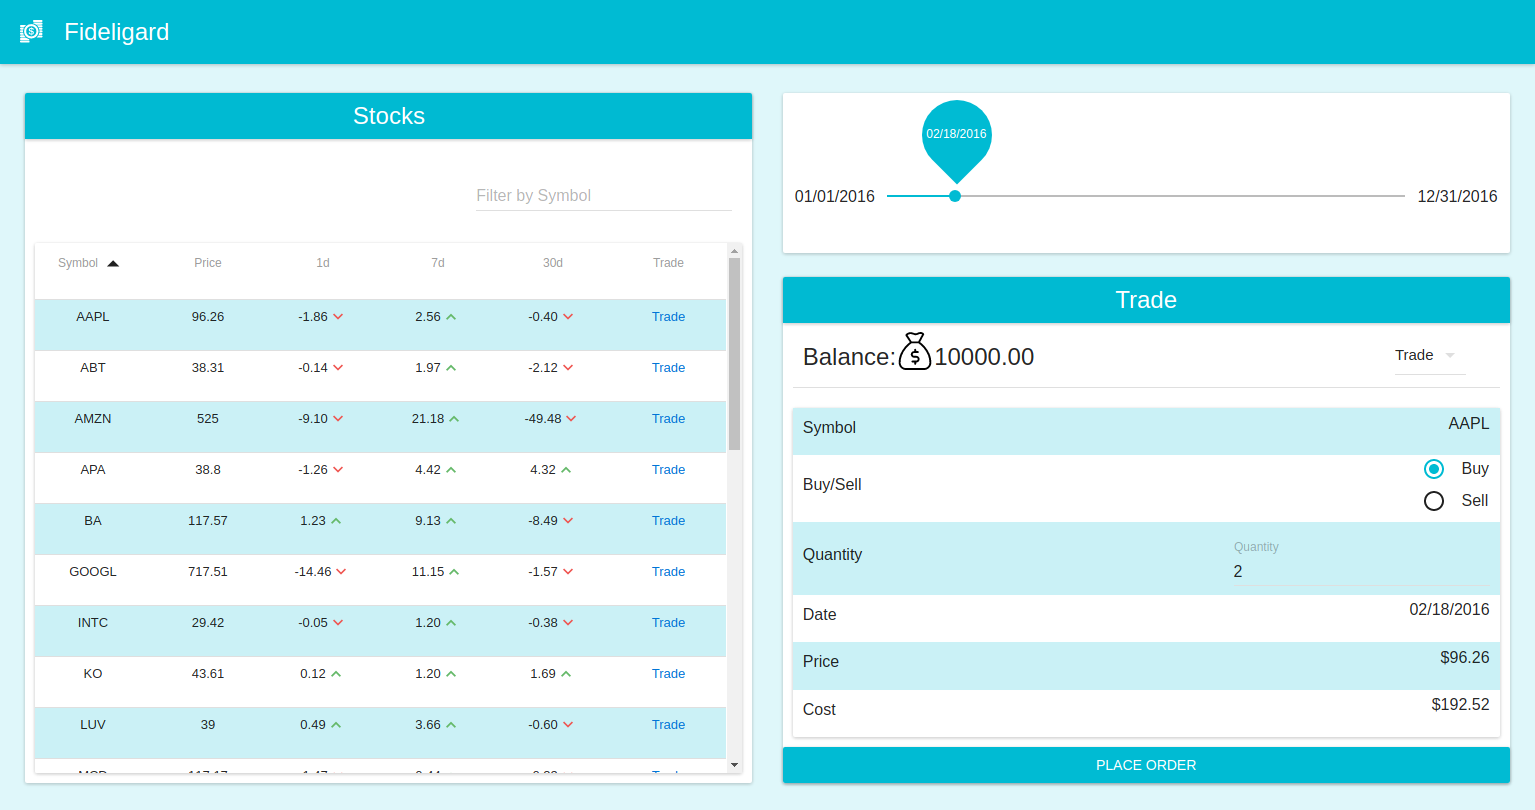 Fideligard
Stocks
Filter by Symbol
Symbol Price 1d 7d 30d Trade
AAPL 96.26 -1.86 2.56 -0.40 Trade
ABT 38.31 -0.14 1.97 -2.12 Trade
AMZN 525 -9.10 21.18 -49.48 Trade
APA 38.8 -1.26 4.42 4.32 Trade
BA 117.57 1.23 9.13 -8.49 Trade
GOOGL 717.51 -14.46 11.15 -1.57 Trade
INTC 29.42 -0.05 1.20 -0.38 Trade
KO 43.61 0.12 1.20 1.69 Trade
LUV 39 0.49 3.66 -0.60 Trade
02/18/2016
01/01/2016 12/31/2016
Trade
Balance: $ 10000.00 Trade
Symbol AAPL
Buy/Sell Buy
Sell
Quantity Quantity
2
Date 02/18/2016
Price $96.26
Cost $192.52
PLACE ORDER